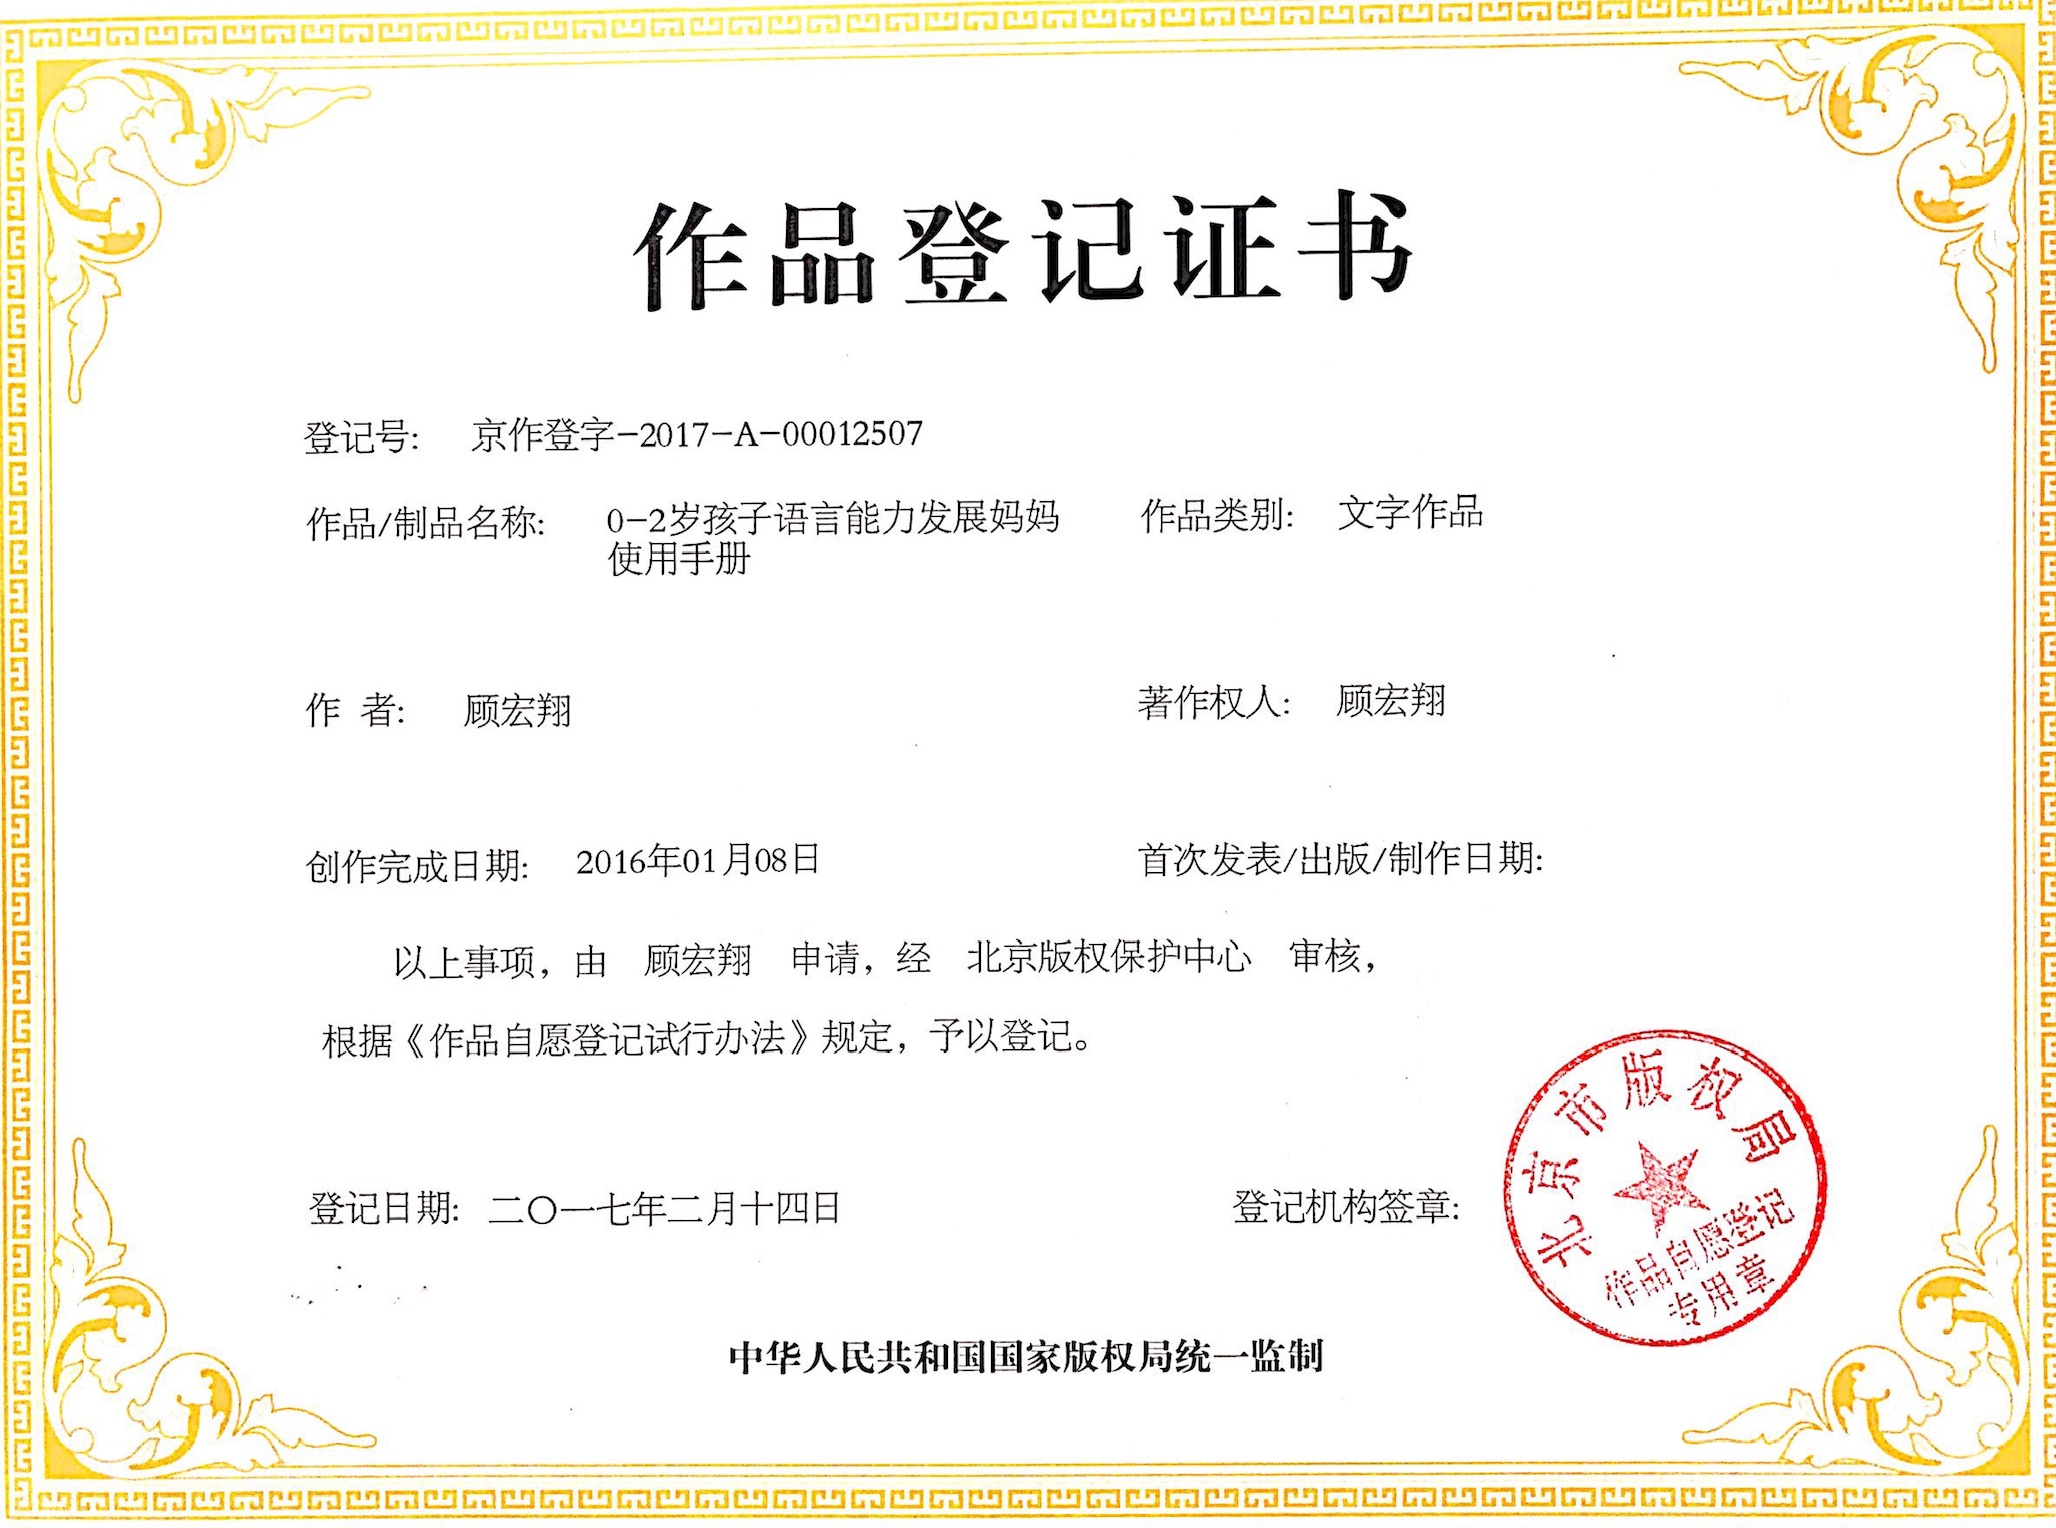 作品登记证书
登记号: 京作登字-2017-A-00012507
作品/制品名称: 0-2岁孩子语言能力发展妈妈 作品类别: 文字作品
使用手册
作 者: 顾宏翔 著作权人: 顾宏翔
创作完成日期: 2016年01月08日 首次发表/出版/制作日期:
以上事项，由 顾宏翔 申请，经 北京版权保护中心 审核，
根据《作品自愿登记试行办法》规定，予以登记。
登记日期: 二〇一七年二月十四日 登记机构签章:
北京市版权局
作品自愿登记
专用章
中华人民共和国国家版权局统一监制